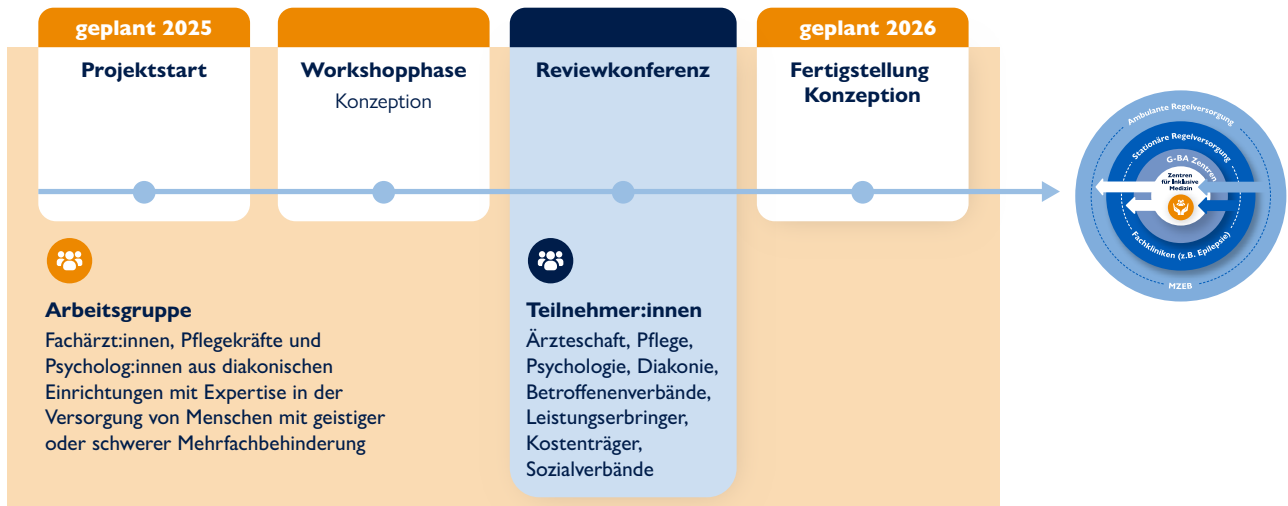 geplant 2025
geplant 2026
Projektstart
Workshopphase
Konzeption
Reviewkonferenz
Fertigstellung
Konzeption
Arbeitsgruppe
Fachärzt:innen, Pflegekräfte und
Psycholog:innen aus diakonischen
Einrichtungen mit Expertise in der
Versorgung von Menschen mit geistiger
oder schwerer Mehrfachbehinderung
Teilnehmer:innen
Ärzteschaft, Pflege,
Psychologie, Diakonie,
Betroffenenverbände,
Leistungserbringer,
Kostenträger,
Sozialverbände
Ambulante Regelversorgung
Stationäre Regelversorgung
G-BA Zentren
Zentren
für Inklusive
Medizin
Fachkliniken (z.B. Epilepsie)
MZEB